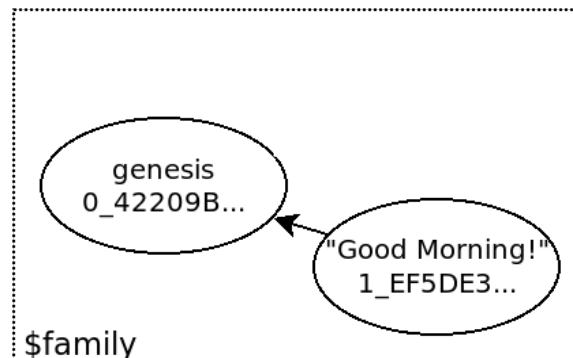 genesis
0_42209B...
"Good Morning!"
1_EF5DE3...
$family